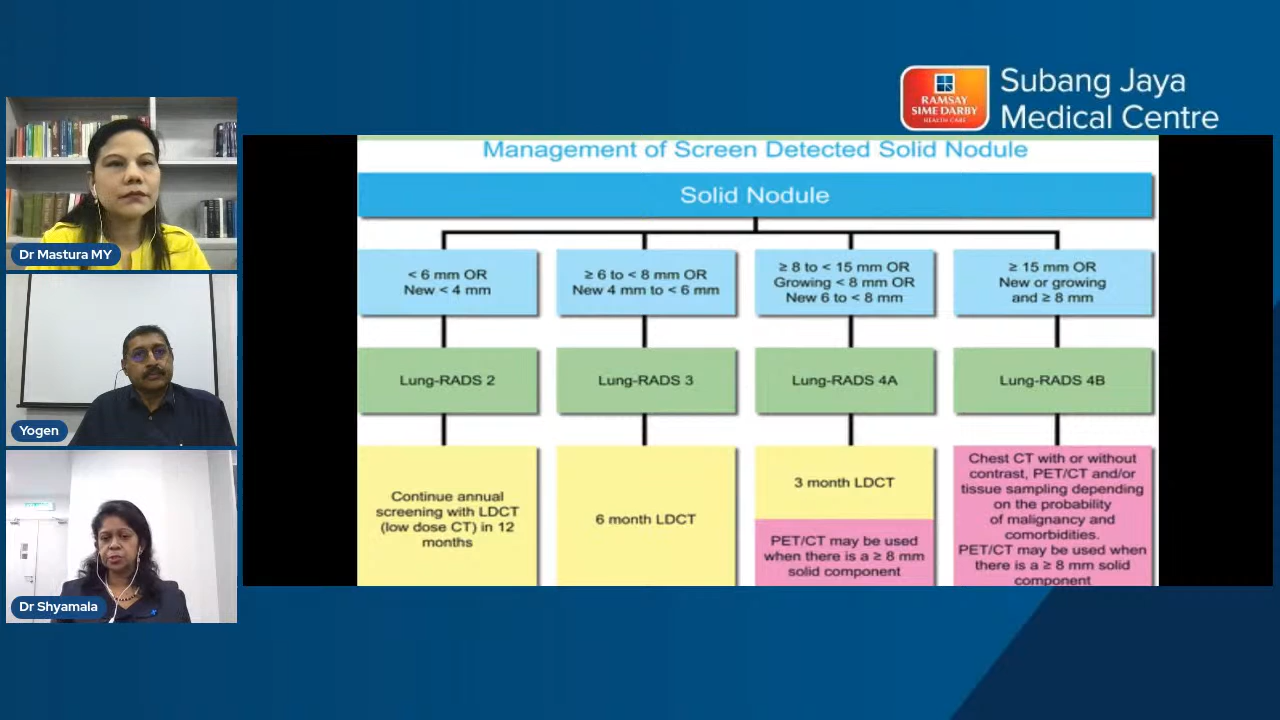 RAMSAY
SIME DARBY
HEALTH CARE
Subang Jaya
Medical Centre
Dr Mastura MY
Yogen
Dr Shyamala
Management of Screen Detected Solid Nodule
Solid Nodule
< 6 mm OR
New < 4 mm
≥ 6 to < 8 mm OR
New 4 mm to < 6 mm
≥ 8 to < 15 mm OR
Growing < 8 mm OR
New 6 to < 8 mm
≥ 15 mm OR
New or growing
and ≥ 8 mm
Lung-RADS 2
Lung-RADS 3
Lung-RADS 4A
Lung-RADS 4B
Continue annual
screening with LDCT
(low dose CT) in 12
months
6 month LDCT
3 month LDCT
PET/CT may be used
when there is a ≥ 8 mm
solid component
Chest CT with or without
contrast, PET/CT and/or
tissue sampling depending
on the probability
of malignancy and
comorbidities.
PET/CT may be used when
there is a ≥ 8 mm solid
component